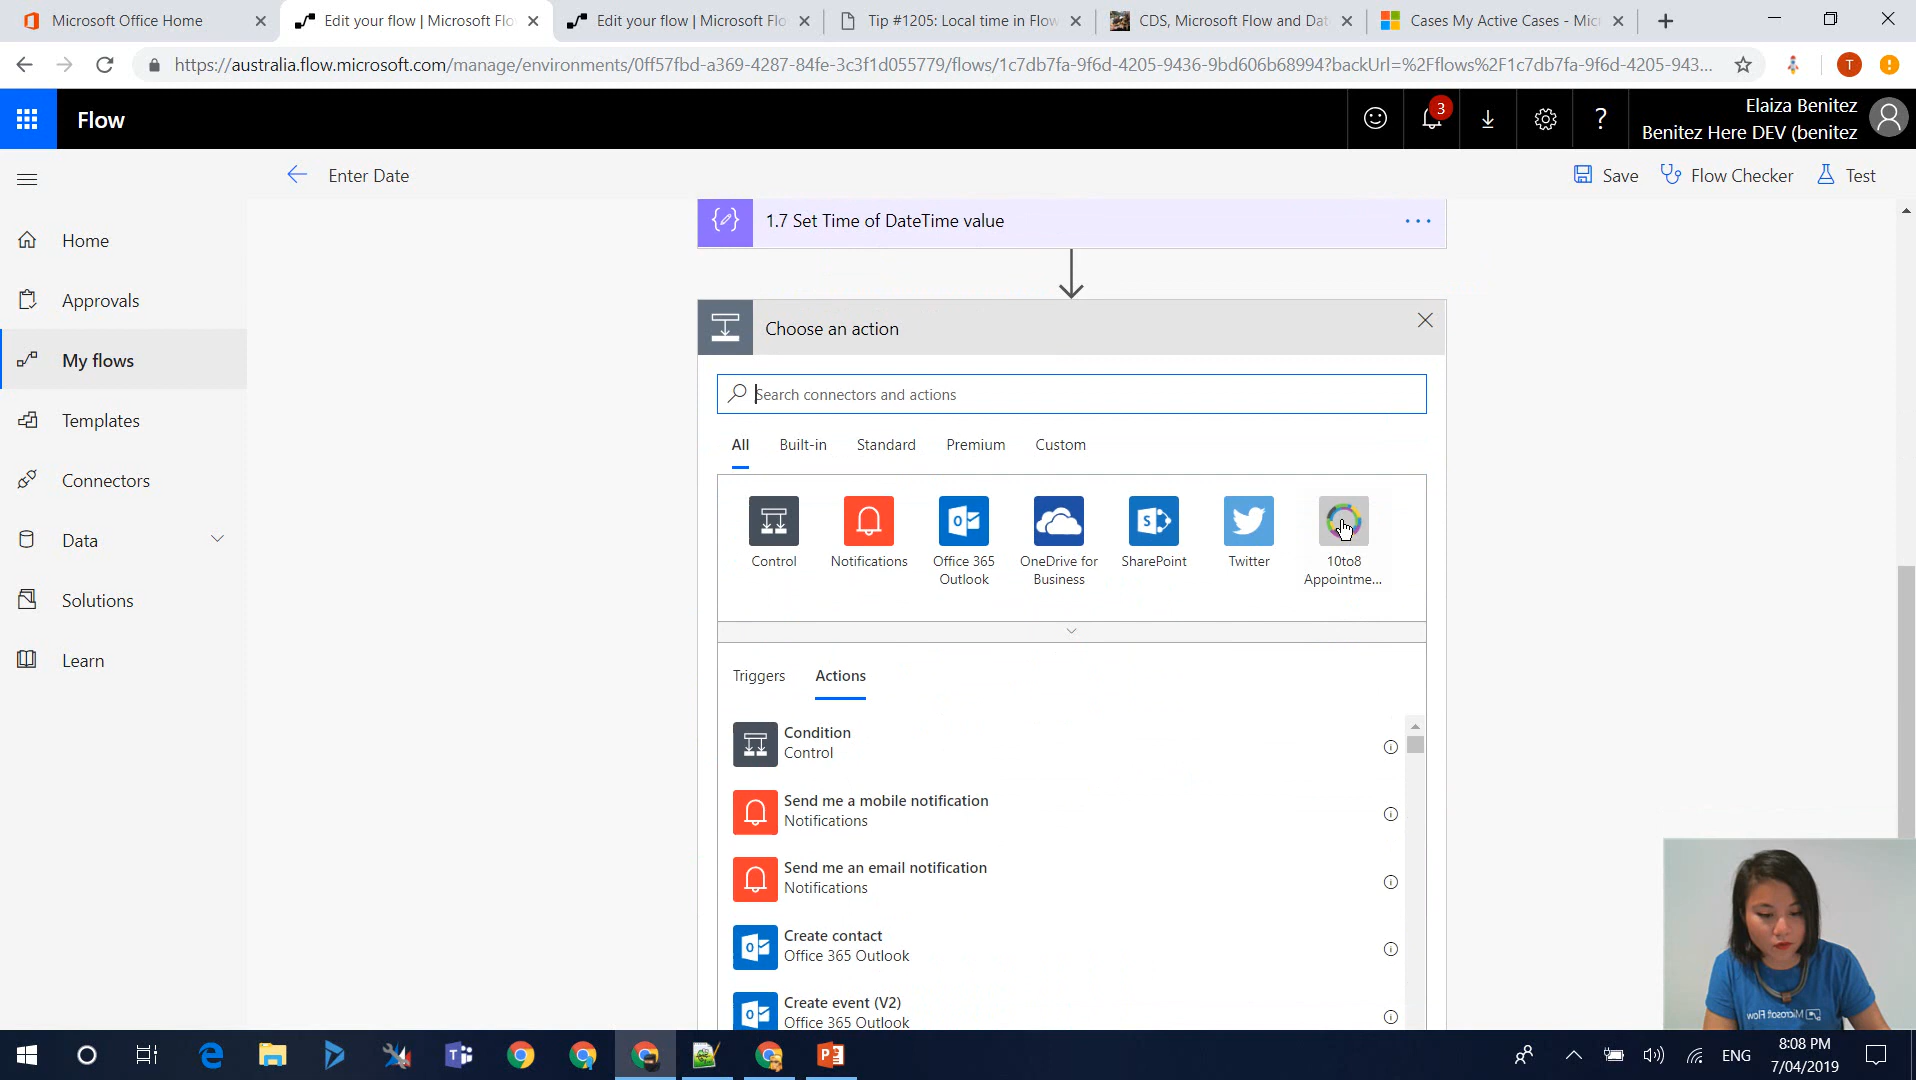 Microsoft Office Home
Edit your flow | Microsoft Flo
Edit your flow | Microsoft Flo
Tip #1205: Local time in Flow
CDS, Microsoft Flow and Dat
Cases My Active Cases - Mic
https://australia.flow.microsoft.com/manage/environments/0ff57fbd-a369-4287-84fe-3c3f1d055779/flows/1c7db7fa-9f6d-4205-9436-9bd606b68994?backUrl=%2Fflows%2F1c7db7fa-9f6d-4205-943...
T
Flow
3
?
Elaiza Benitez
Benitez Here DEV (benitez
Enter Date
Save
Flow Checker
Test
Home
Approvals
My flows
Templates
Connectors
Data
Solutions
Learn
1.7 Set Time of DateTime value
Choose an action
Search connectors and actions
All
Built-in
Standard
Premium
Custom
Control
Notifications
Office 365
Outlook
OneDrive for
Business
SharePoint
Twitter
10to8
Appointme...
Triggers
Actions
Condition
Control
Send me a mobile notification
Notifications
Send me an email notification
Notifications
Create contact
Office 365 Outlook
Create event (V2)
Office 365 Outlook
Microsoft Flow
ENG
8:08 PM
7/04/2019